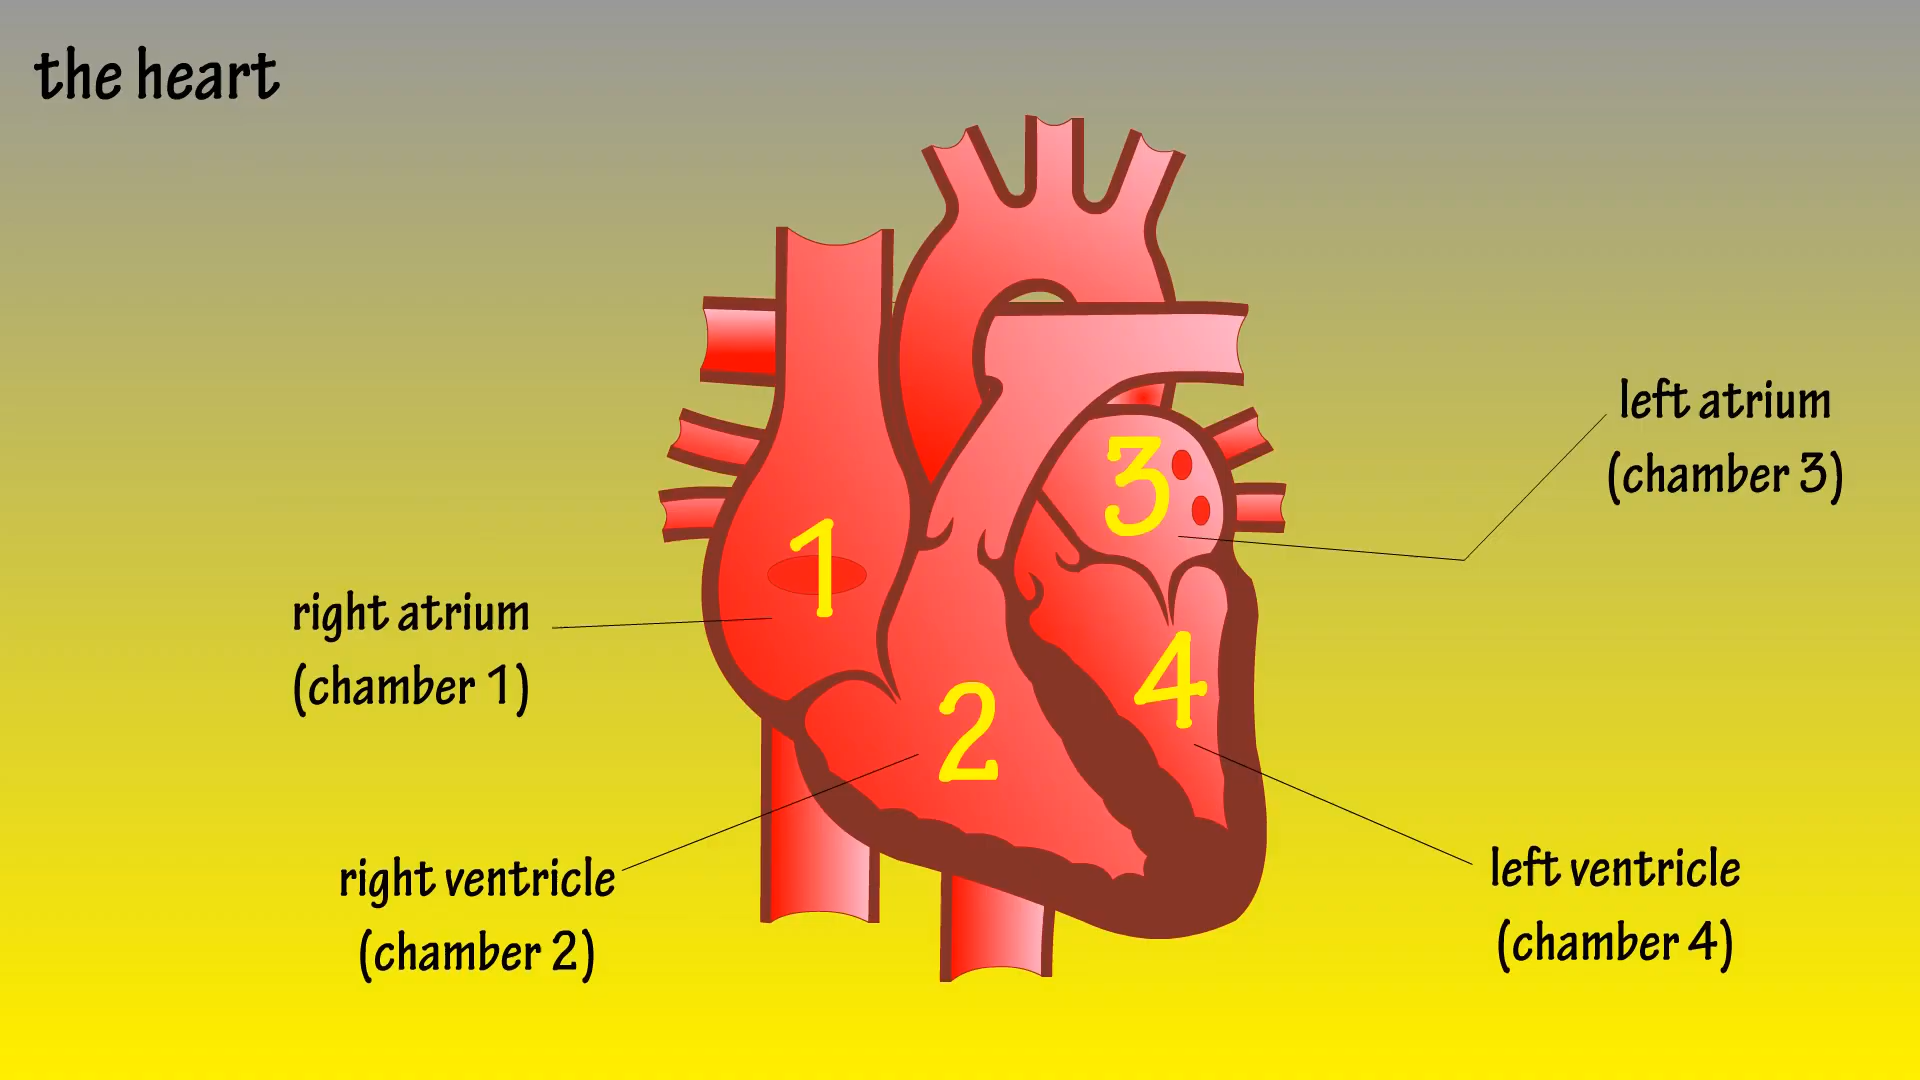 the heart
left atrium
(chamber 3)
right atrium
(chamber 1)
right ventricle
(chamber 2)
left ventricle
(chamber 4)
1
2
3
4